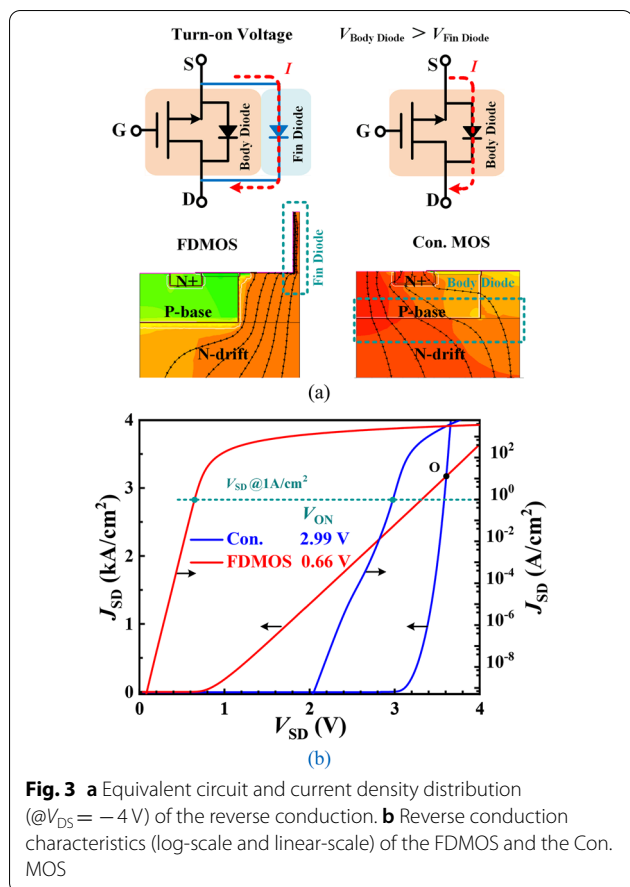 Turn-on Voltage V_Body Diode > V_Fin Diode
S
I
G
Body Diode
Fin Diode
D
S
I
G
Body Diode
D
FDMOS
Con. MOS
Fin Diode
N+
P-base
N-drift
N+
Body Diode
P-base
N-drift
(a)
4
3
2
1
0
J_SD (kA/cm²)
V_SD@1A/cm²
V_ON
Con. 2.99 V
FDMOS 0.66 V
O
10²
10⁰
10⁻²
10⁻⁴
10⁻⁶
10⁻⁸
J_SD (A/cm²)
0 1 2 3 4
V_SD (V)
(b)
Fig. 3 a Equivalent circuit and current density distribution
(@V_DS = −4 V) of the reverse conduction. b Reverse conduction
characteristics (log-scale and linear-scale) of the FDMOS and the Con.
MOS